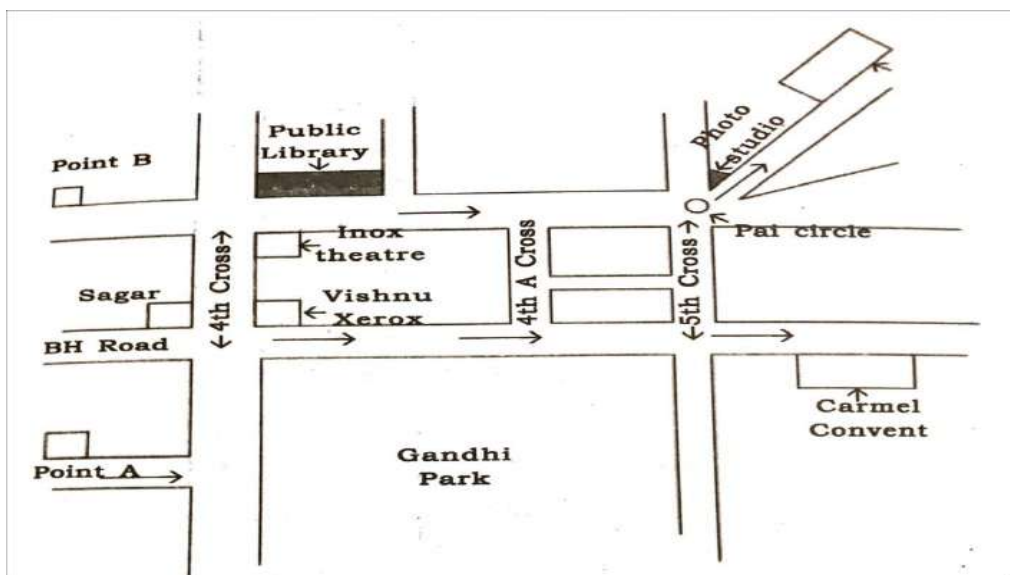 Public
Library
Photo
studio
Point B
Inox
theatre
Pai circle
4th Cross
4th A Cross
5th Cross
Sagar
Vishnu
Xerox
BH Road
Carmel
Convent
Gandhi
Park
Point A